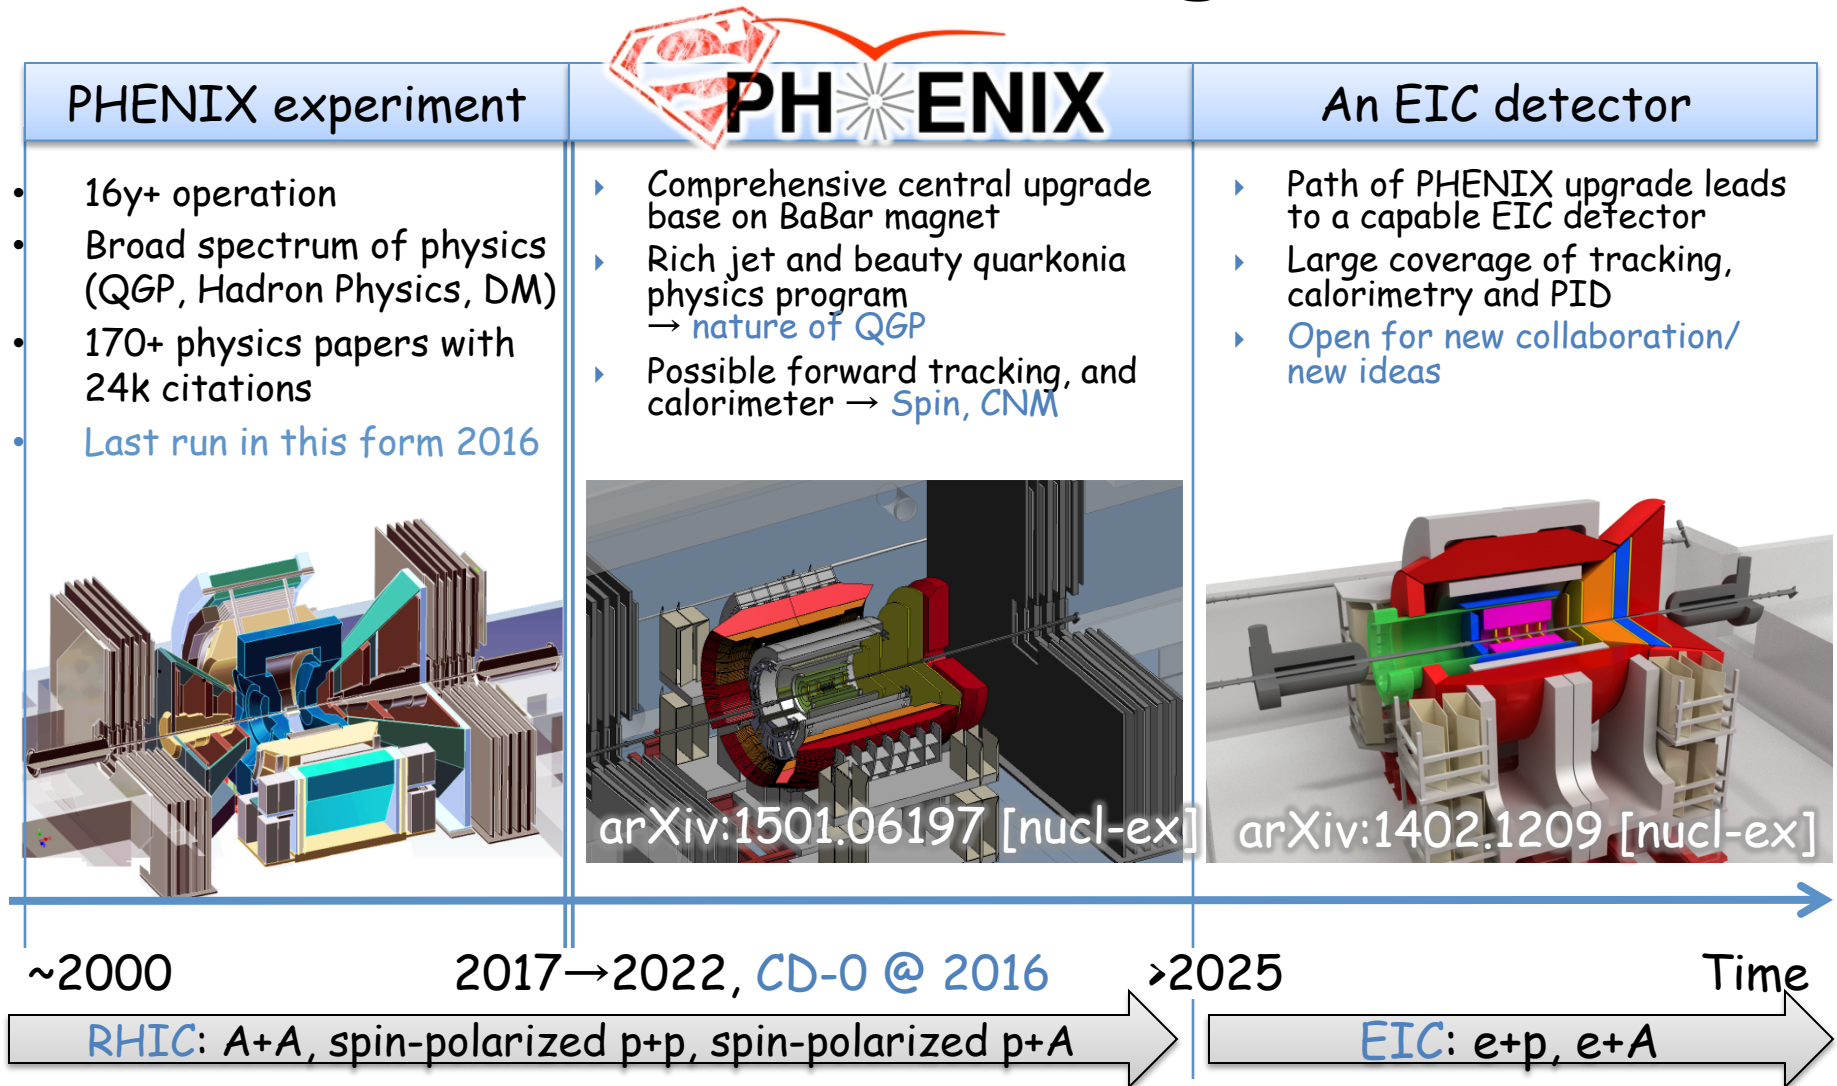 PHENIX experiment
S PHENIX
An EIC detector
• 16y+ operation
• Broad spectrum of physics
(QGP, Hadron Physics, DM)
• 170+ physics papers with
24k citations
• Last run in this form 2016
Comprehensive central upgrade
base on BaBar magnet
Rich jet and beauty quarkonia
physics program
→ nature of QGP
Possible forward tracking, and
calorimeter → Spin, CNM
Path of PHENIX upgrade leads
to a capable EIC detector
Large coverage of tracking,
calorimetry and PID
Open for new collaboration/
new ideas
arXiv:1501.06197 [nucl-ex]
arXiv:1402.1209 [nucl-ex]
~2000
2017→2022, CD-0 @ 2016
>2025
Time
RHIC: A+A, spin-polarized p+p, spin-polarized p+A
EIC: e+p, e+A